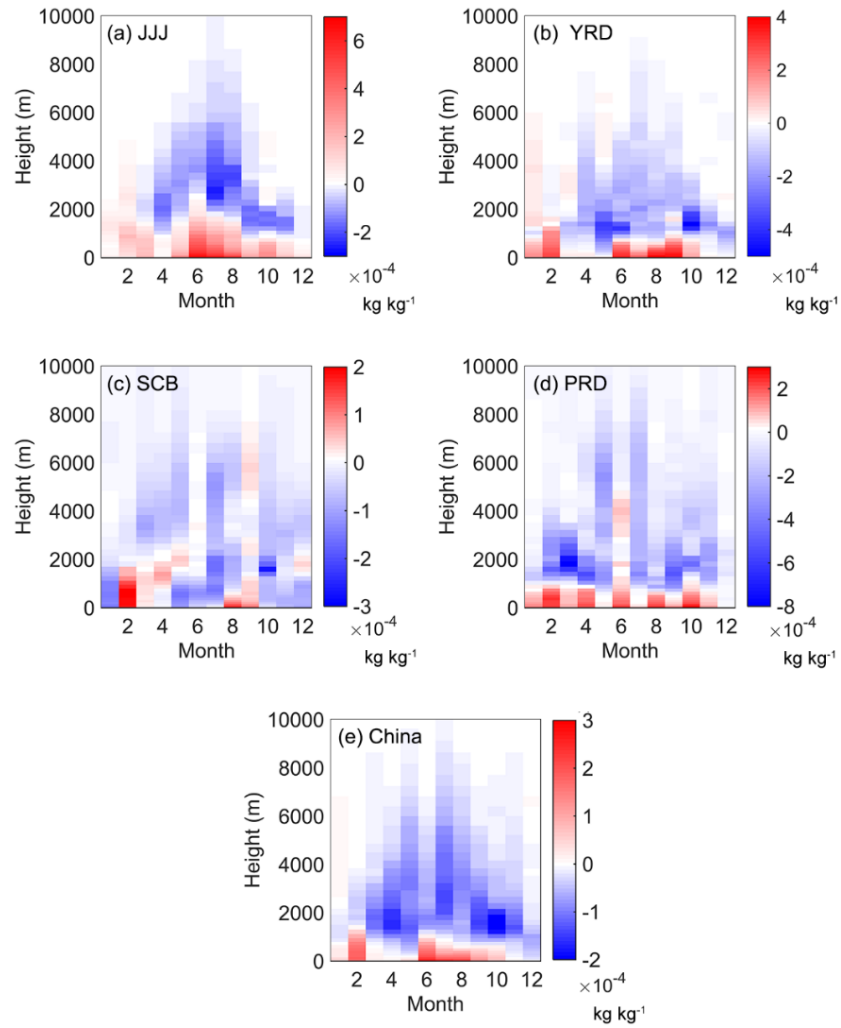 (a) JJJ
10000
8000
6000
4000
2000
0
Height (m)
2 4 6 8 10 12
Month
6
4
2
0
-2
×10⁻⁴
kg kg⁻¹
(b) YRD
10000
8000
6000
4000
2000
0
Height (m)
2 4 6 8 10 12
Month
4
2
0
-2
-4
×10⁻⁴
kg kg⁻¹
(c) SCB
10000
8000
6000
4000
2000
0
Height (m)
2 4 6 8 10 12
Month
2
1
0
-1
-2
-3
×10⁻⁴
kg kg⁻¹
(d) PRD
10000
8000
6000
4000
2000
0
Height (m)
2 4 6 8 10 12
Month
2
0
-2
-4
-6
-8
×10⁻⁴
kg kg⁻¹
(e) China
10000
8000
6000
4000
2000
0
Height (m)
2 4 6 8 10 12
Month
3
2
1
0
-1
-2
×10⁻⁴
kg kg⁻¹